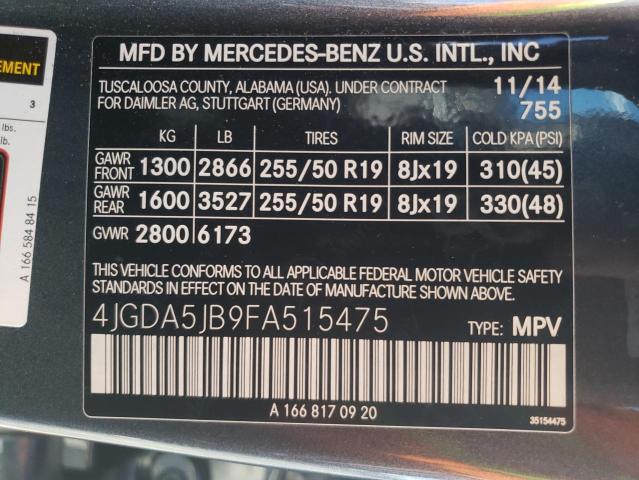 EMENT
3
lbs.
A 166 584 84 15
MFD BY MERCEDES-BENZ U.S. INTL., INC
TUSCALOOSA COUNTY, ALABAMA (USA). UNDER CONTRACT 11/14
FOR DAIMLER AG, STUTTGART (GERMANY) 755
KG LB TIRES RIM SIZE COLD KPA(PSI)
GAWR FRONT 1300 2866 255/50 R19 8Jx19 310(45)
GAWR REAR 1600 3527 255/50 R19 8Jx19 330(48)
GVWR 2800 6173
THIS VEHICLE CONFORMS TO ALL APPLICABLE FEDERAL MOTOR VEHICLE SAFETY
STANDARDS IN EFFECT ON THE DATE OF MANUFACTURE SHOWN ABOVE.
4JGDA5JB9FA515475 TYPE: MPV
A 166 817 09 20
35154475